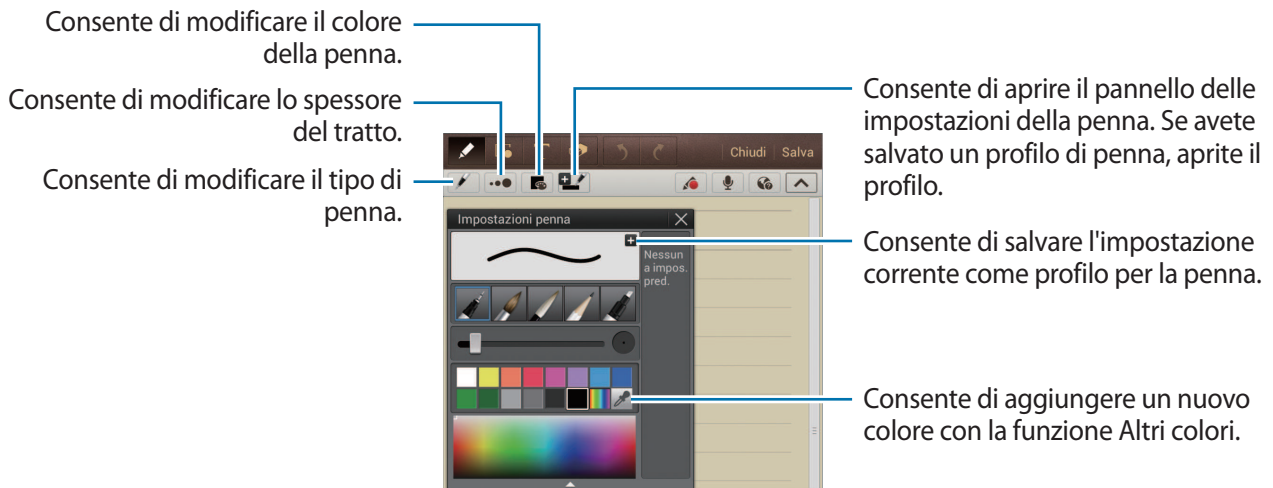 Consente di modificare il colore
della penna.
Consente di modificare lo spessore
del tratto.
Consente di modificare il tipo di
penna.
Chiudi Salva
Impostazioni penna
Nessun
a impos.
pred.
Consente di aprire il pannello delle
impostazioni della penna. Se avete
salvato un profilo di penna, aprite il
profilo.
Consente di salvare l'impostazione
corrente come profilo per la penna.
Consente di aggiungere un nuovo
colore con la funzione Altri colori.